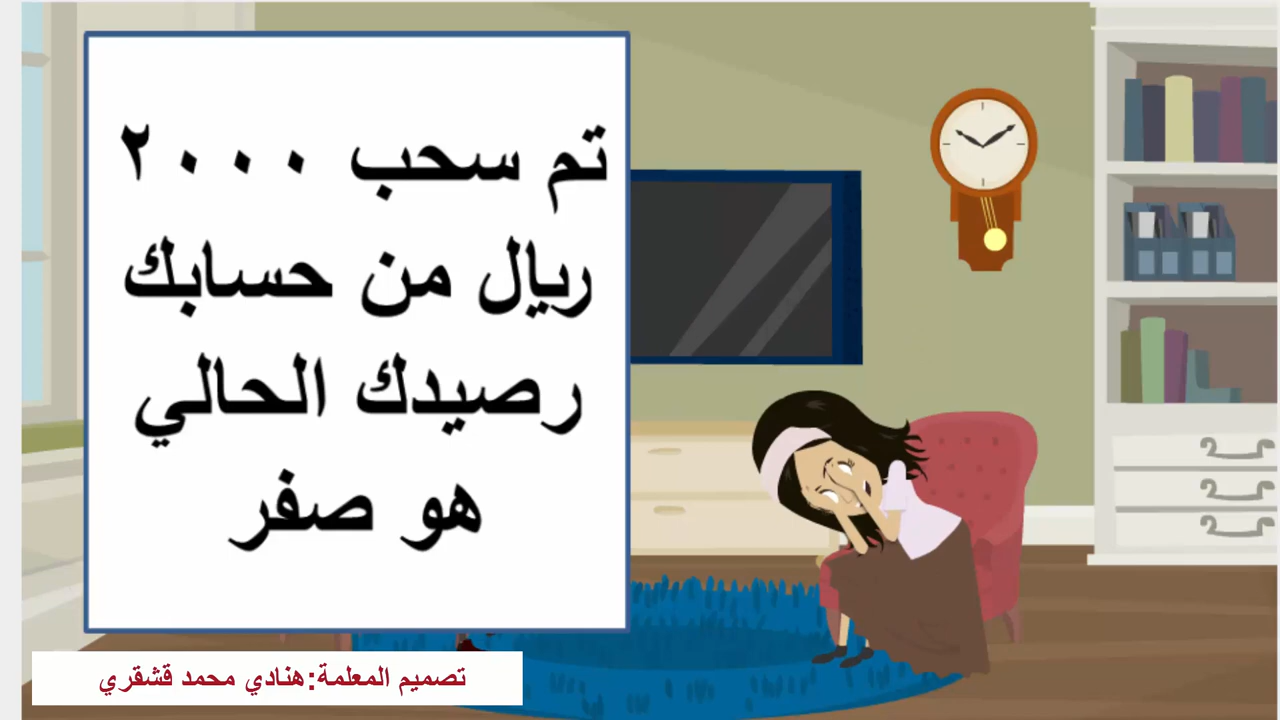 تم سحب ٢٠٠٠
ريال من حسابك
رصيدك الحالي
هو صفر
تصميم المعلمة:هنادي محمد قشقري